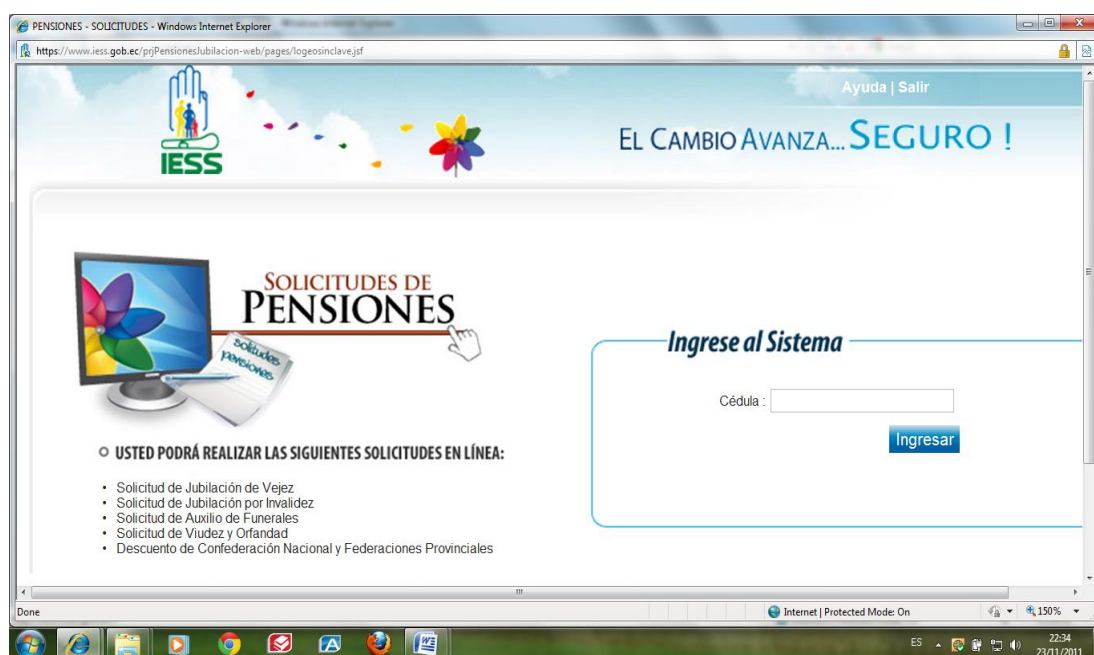 PENSIONES - SOLICITUDES - Windows Internet Explorer
https://www.iess.gob.ec/prjPensionesJubilacion-web/pages/logeosinclave.jsf
Ayuda | Salir
IESS
EL CAMBIO AVANZA... SEGURO !
SOLICITUDES DE
PENSIONES
solitudes
pensiones
Ingrese al Sistema
Cédula :
Ingresar
USTED PODRÁ REALIZAR LAS SIGUIENTES SOLICITUDES EN LÍNEA:
• Solicitud de Jubilación de Vejez
• Solicitud de Jubilación por Invalidez
• Solicitud de Auxilio de Funerales
• Solicitud de Viudez y Orfandad
• Descuento de Confederación Nacional y Federaciones Provinciales
Done
Internet | Protected Mode: On
150%
ES
22:34
23/11/2011